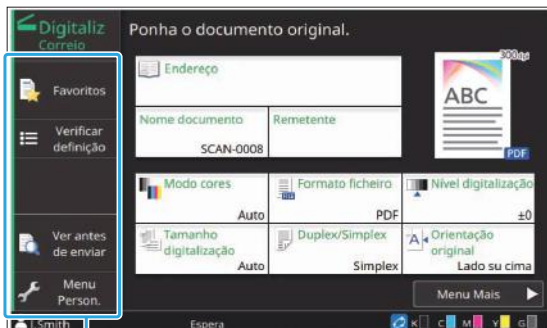 Digitaliz
Correio
Ponha o documento original.
Favoritos
Verificar
definição
Ver antes
de enviar
Menu
Person.
Endereço
Nome documento
SCAN-0008
Remetente
300dpi
ABC
PDF
Modo cores
Auto
Formato ficheiro
PDF
Nível digitalização
±0
Tamanho
digitalização
Auto
Duplex/Simplex
Simplex
Orientação
original
Lado su cima
Menu Mais
J.Smith
Espera
K C M Y G